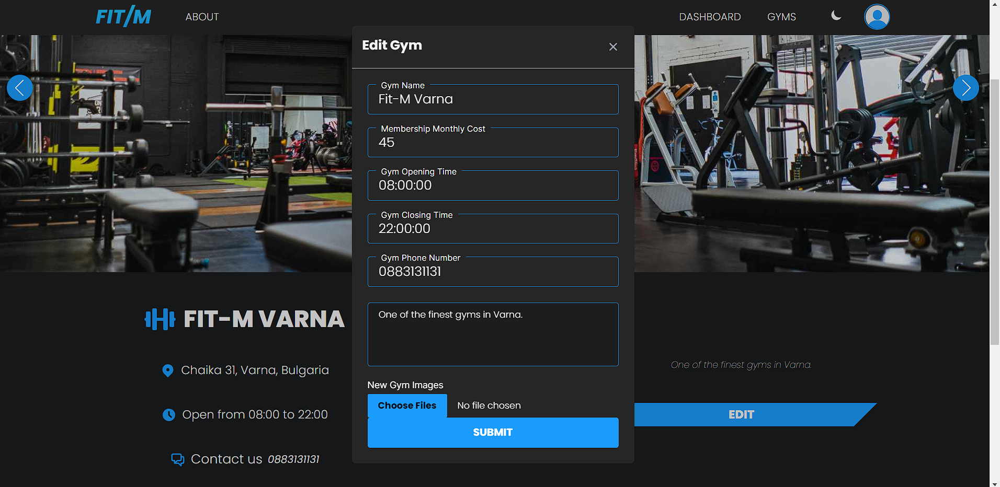 FIT/M
ABOUT
DASHBOARD
GYMS
Edit Gym
Gym Name
Fit-M Varna
Membership Monthly Cost
45
Gym Opening Time
08:00:00
Gym Closing Time
22:00:00
Gym Phone Number
0883131131
One of the finest gyms in Varna.
New Gym Images
Choose Files No file chosen
SUBMIT
FIT-M VARNA
Chaika 31, Varna, Bulgaria
Open from 08:00 to 22:00
Contact us 0883131131
One of the finest gyms in Varna.
EDIT